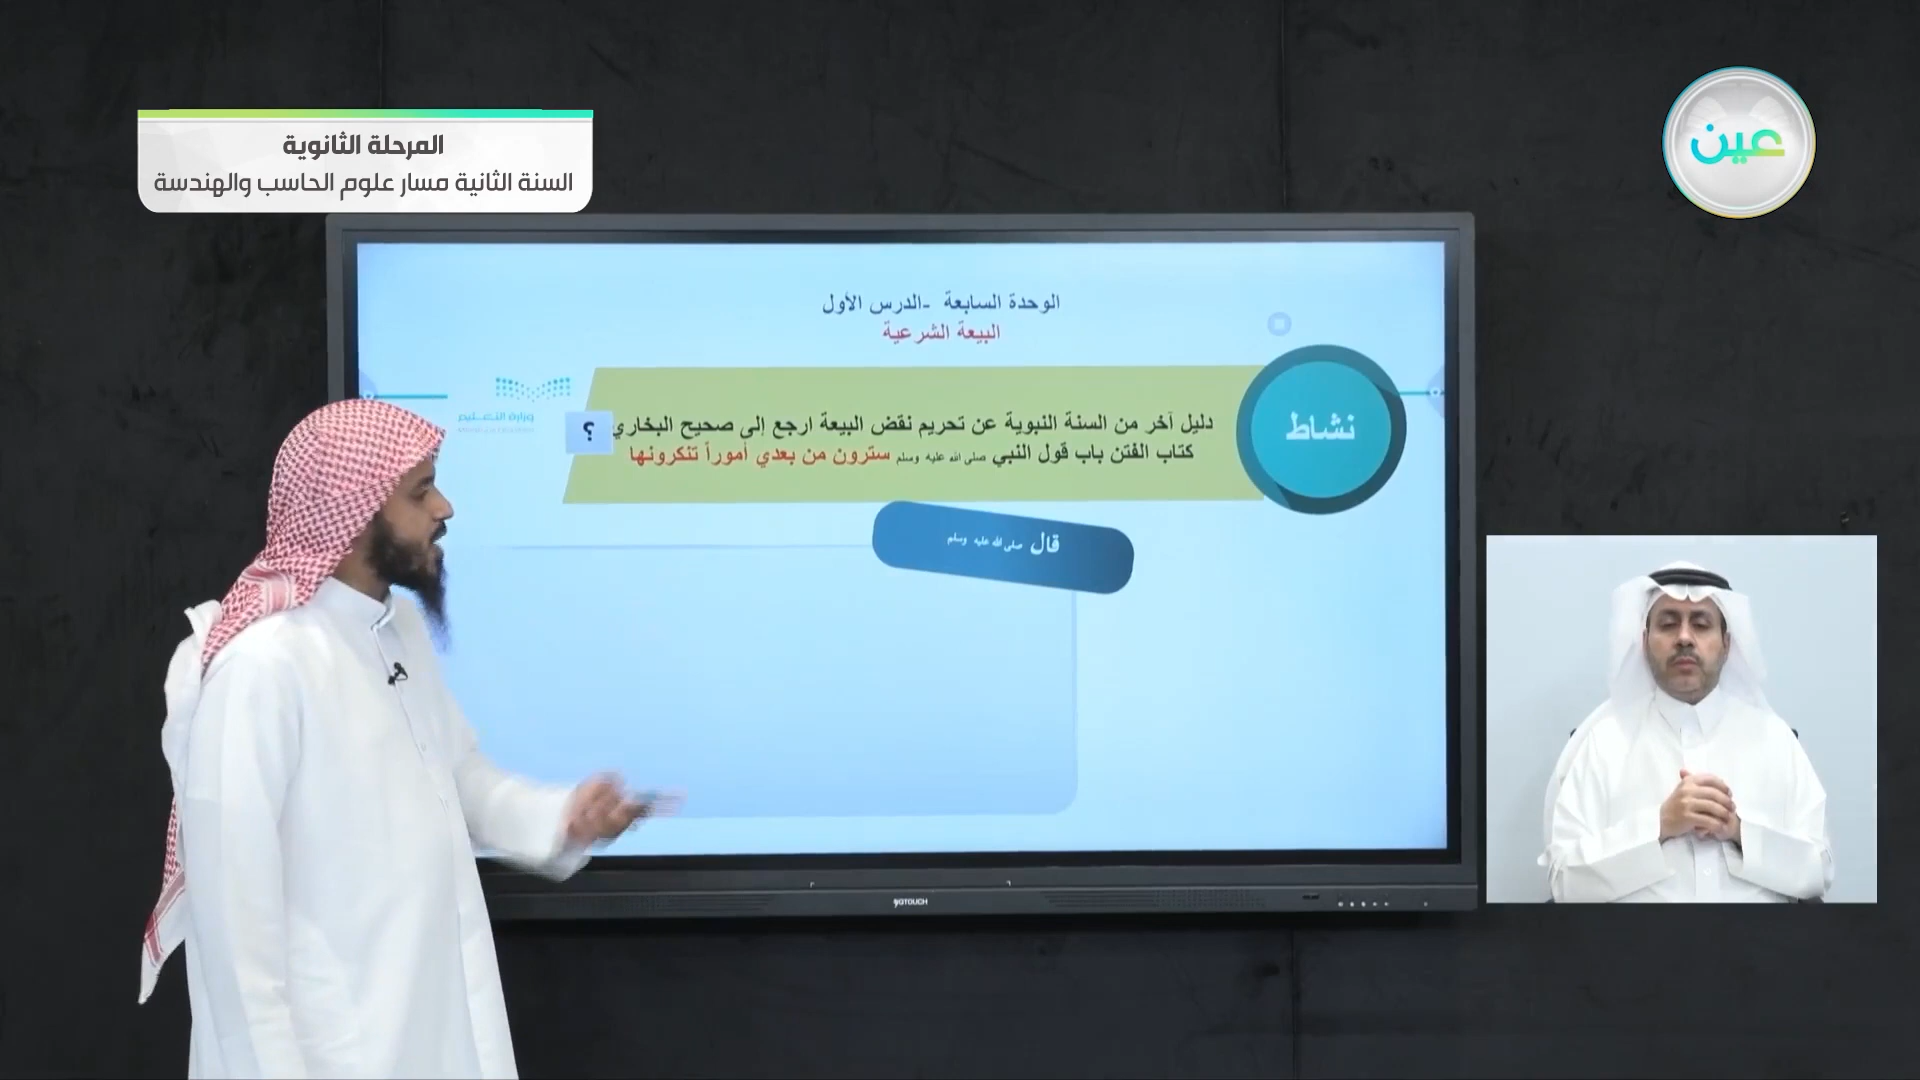 المرحلة الثانوية
السنة الثانية مسار علوم الحاسب والهندسة
عين
الوحدة السابعة -الدرس الأول
البيعة الشرعية
نشاط
دليل آخر من السنة النبوية عن تحريم نقض البيعة ارجع إلى صحيح البخاري
كتاب الفتن باب قول النبي صلى الله عليه وسلم سترون من بعدي أموراً تنكرونها
؟
وزارة التعليم
قال صلى الله عليه وسلم